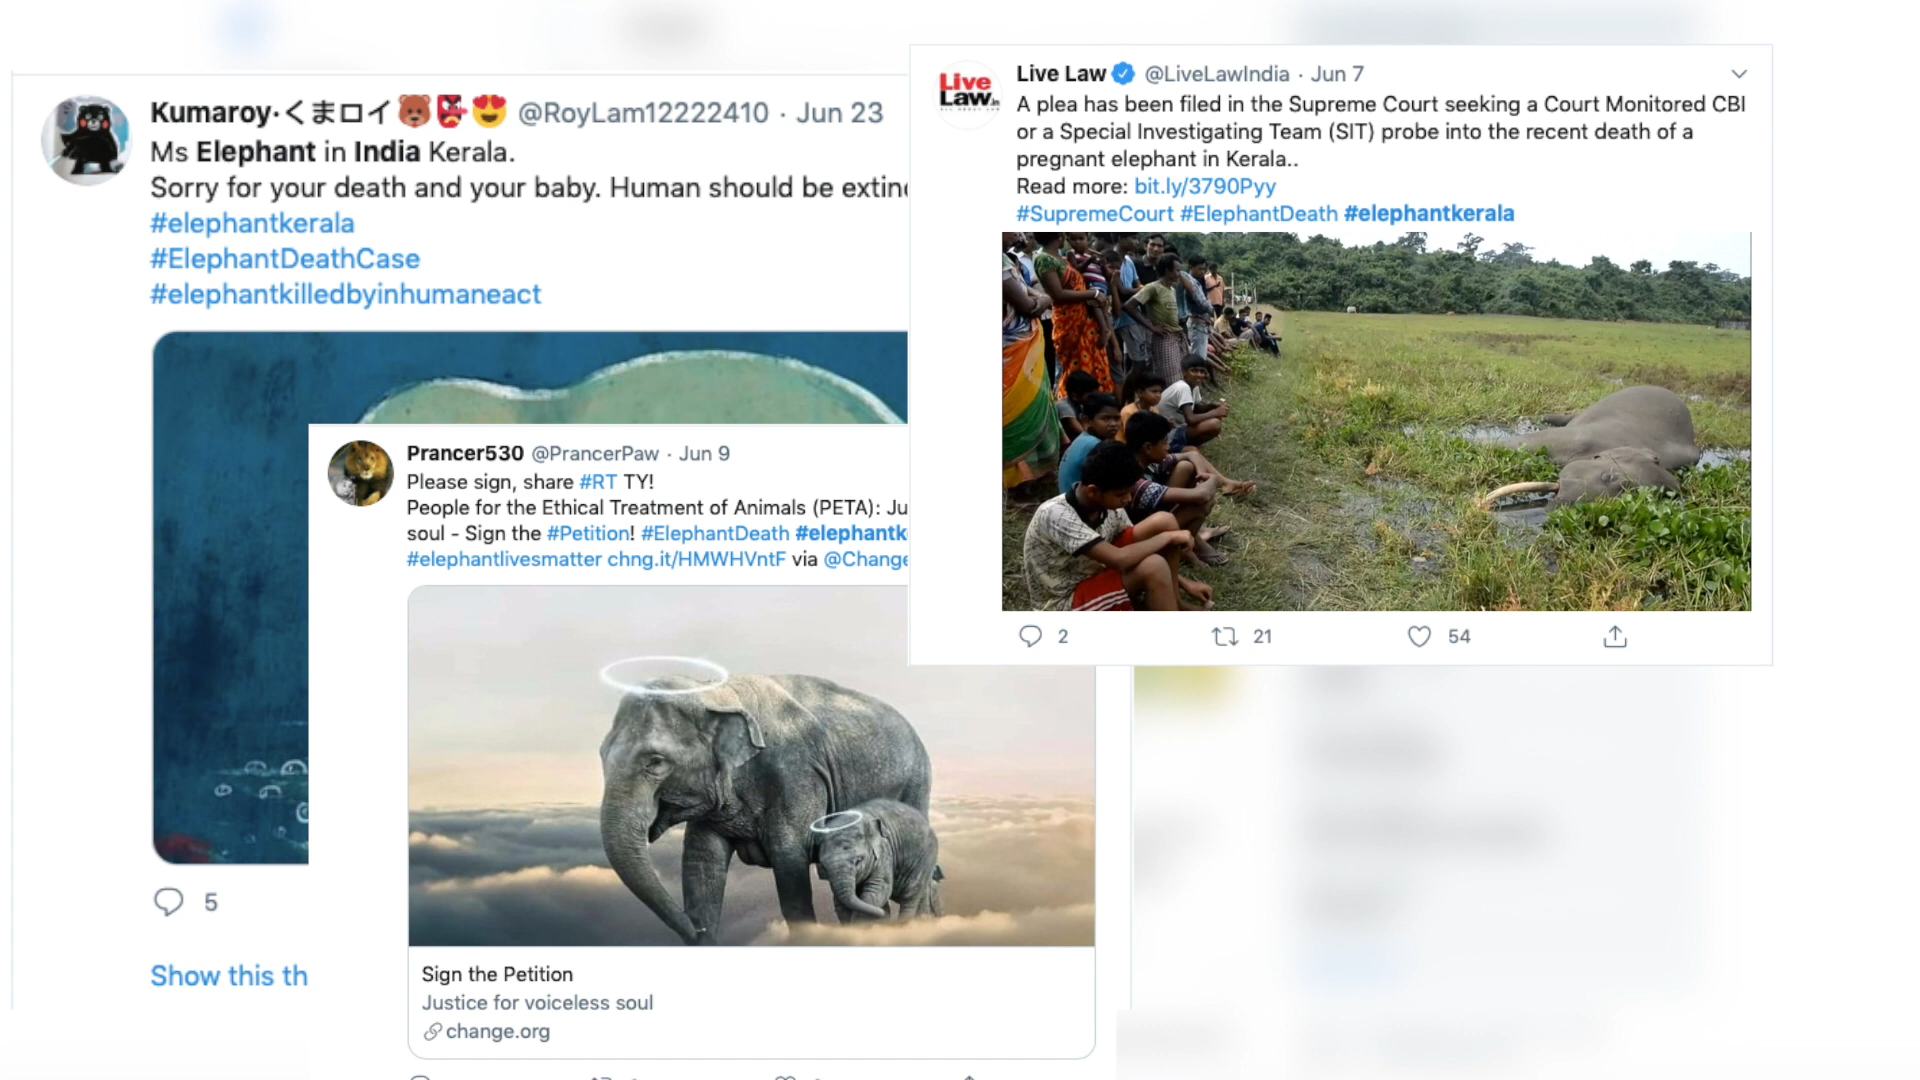 Kumaroy·くまロイ🐻👺😍 @RoyLam12222410 · Jun 23
Ms Elephant in India Kerala.
Sorry for your death and your baby. Human should be
#elephantkerala
#ElephantDeathCase
#elephantkilledbyinhumaneact
5
Show this
Live Law @LiveLawIndia · Jun 7
Live
Law.in
A plea has been filed in the Supreme Court seeking a Court Monitored CBI
or a Special Investigating Team (SIT) probe into the recent death of a
pregnant elephant in Kerala..
Read more: bit.ly/3790Pyy
#SupremeCourt #ElephantDeath #elephantkerala
2 21 54
Prancer530 @PrancerPaw · Jun 9
Please sign, share #RT TY!
People for the Ethical Treatment of Animals (PETA):
soul - Sign the #Petition! #ElephantDeath
#elephantlivesmatter chng.it/HMWHVntF via @Change
Sign the Petition
Justice for voiceless soul
change.org